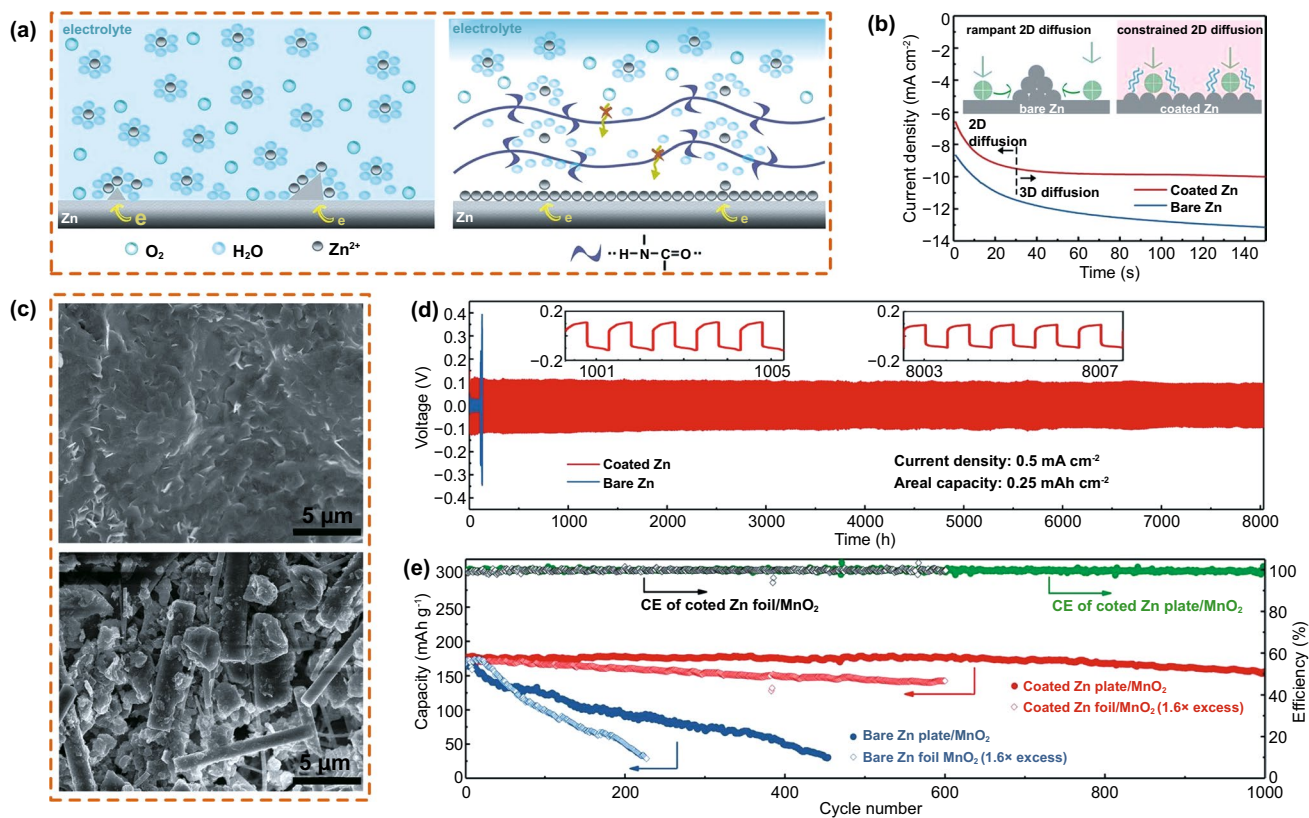 (a)
electrolyte
electrolyte
Zn
e
e
Zn
e
e
O₂
H₂O
Zn²⁺
··H–N–C=O··
(b)
Current density (mA cm⁻²)
0
−2
−4
−6
−8
−10
−12
−14
rampant 2D diffusion
constrained 2D diffusion
bare Zn
coated Zn
2D
diffusion
3D diffusion
Coated Zn
Bare Zn
0 20 40 60 80 100 120 140
Time (s)
(c)
5 μm
5 μm
(d)
Voltage (V)
0.4
0.3
0.2
0.1
0.0
−0.1
−0.2
−0.3
−0.4
0.2
−0.2
1001 1005
0.2
−0.2
8003 8007
Coated Zn
Bare Zn
Current density: 0.5 mA cm⁻²
Areal capacity: 0.25 mAh cm⁻²
0 1000 2000 3000 4000 5000 6000 7000 8000
Time (h)
(e)
Capacity (mAh g⁻¹)
300
250
200
150
100
50
0
CE of coted Zn foil/MnO₂
CE of coted Zn plate/MnO₂
Coated Zn plate/MnO₂
Coated Zn foil/MnO₂ (1.6× excess)
Bare Zn plate/MnO₂
Bare Zn foil MnO₂ (1.6× excess)
100
80
60
40
20
0
Efficiency (%)
0 200 400 600 800 1000
Cycle number